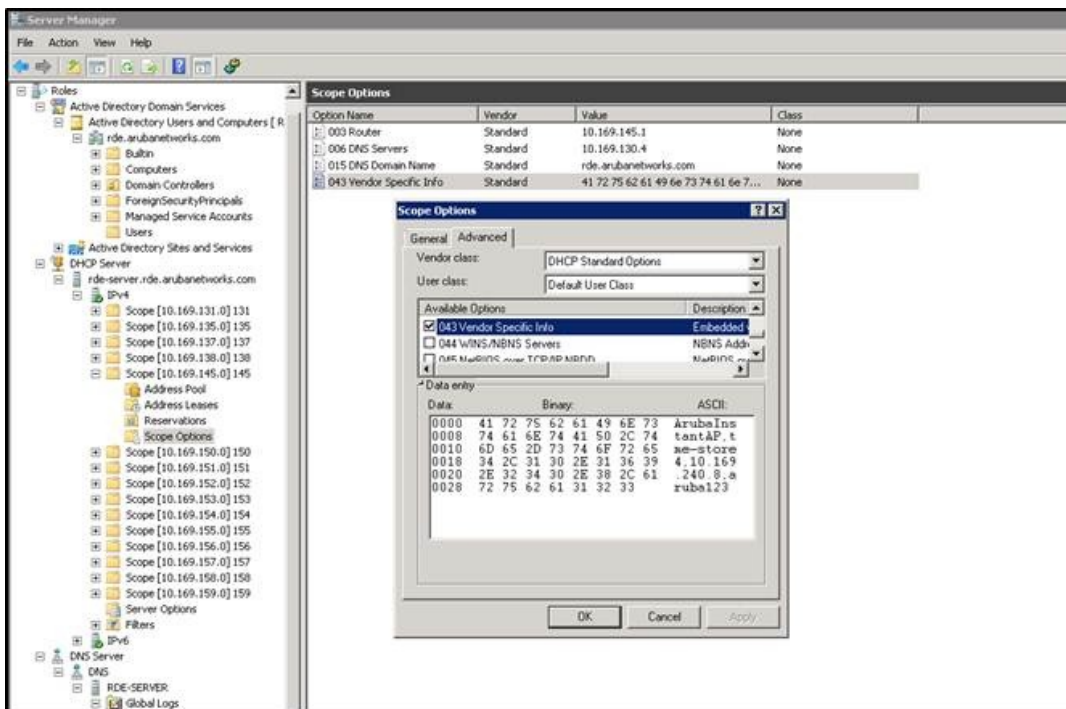 Server Manager
File Action View Help
Roles
Active Directory Domain Services
Active Directory Users and Computers [ R
rde.arubanetworks.com
Builtin
Computers
Domain Controllers
ForeignSecurityPrincipals
Managed Service Accounts
Users
Active Directory Sites and Services
DHCP Server
rde-server.rde.arubanetworks.com
IPv4
Scope [10.169.131.0] 131
Scope [10.169.135.0] 135
Scope [10.169.137.0] 137
Scope [10.169.138.0] 138
Scope [10.169.145.0] 145
Address Pool
Address Leases
Reservations
Scope Options
Scope [10.169.150.0] 150
Scope [10.169.151.0] 151
Scope [10.169.152.0] 152
Scope [10.169.153.0] 153
Scope [10.169.154.0] 154
Scope [10.169.155.0] 155
Scope [10.169.156.0] 156
Scope [10.169.157.0] 157
Scope [10.169.158.0] 158
Scope [10.169.159.0] 159
Server Options
Filters
IPv6
DNS Server
DNS
RDE-SERVER
Global Logs
Scope Options
Option Name Vendor Value Class
003 Router Standard 10.169.145.1 None
006 DNS Servers Standard 10.169.130.4 None
015 DNS Domain Name Standard rde.arubanetworks.com None
043 Vendor Specific Info Standard 41 72 75 62 61 49 6e 73 74 61 6e 7... None
Scope Options
General Advanced
Vendor class: DHCP Standard Options
User class: Default User Class
Available Options Description
043 Vendor Specific Info Embedded
044 WINS/NBNS Servers NBNS Addr
045 NetBIOS over TCP/IP NBDD NetBIOS
Data entry
Data: Binary: ASCII:
0000 41 72 75 62 61 49 6E 73 ArubaIns
0008 74 61 6E 74 41 50 2C 74 tantAP,t
0010 6D 65 2D 73 74 6F 72 65 me-store
0018 34 2C 31 30 2E 31 36 39 4,10.169
0020 2E 32 34 30 2E 38 2C 61 .240.8,a
0028 72 75 62 61 31 32 33 ruba123
OK Cancel Apply